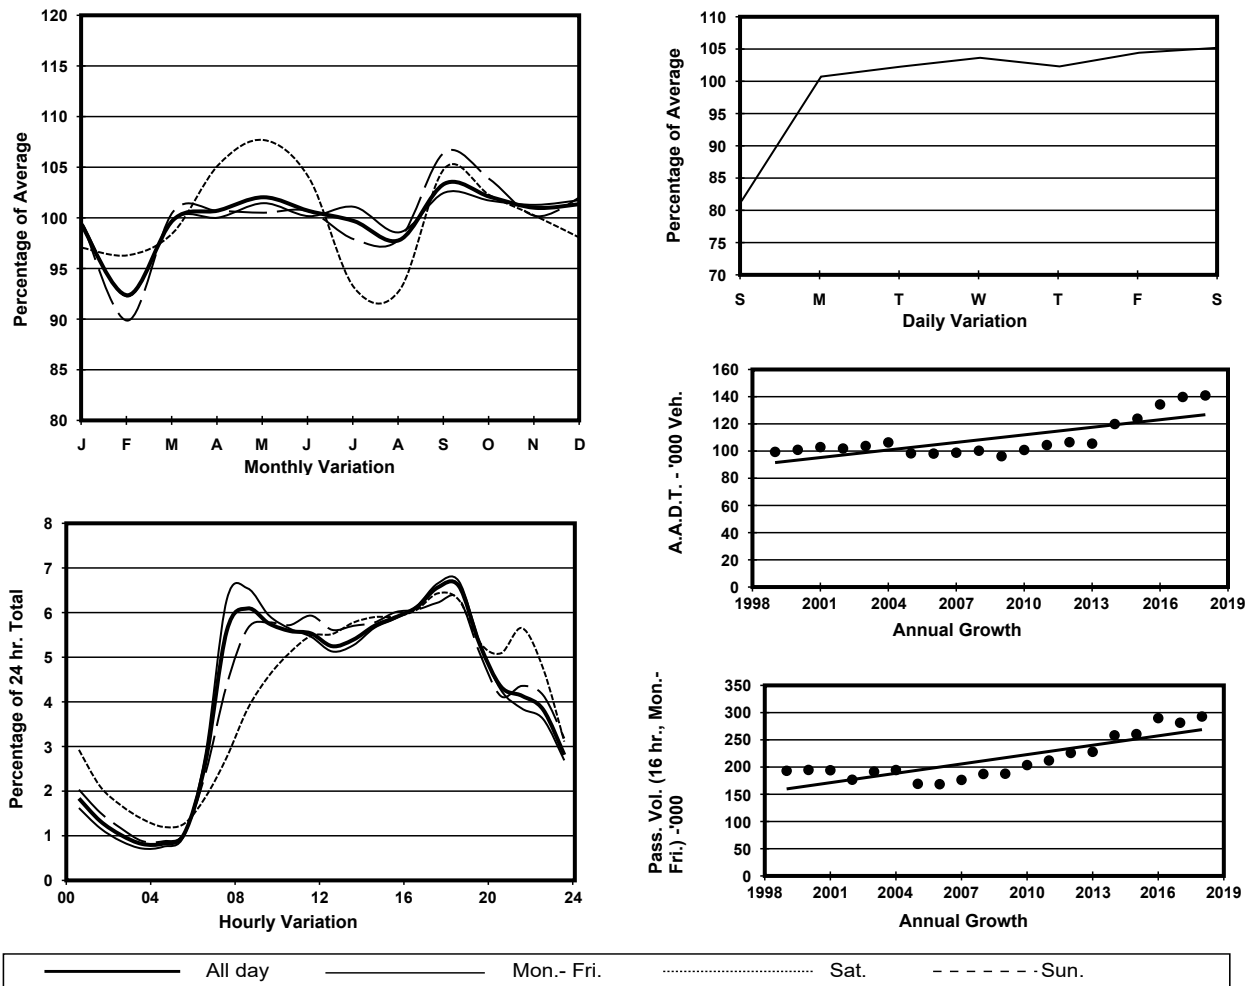 120
115
110
105
100
95
90
85
80
Percentage of Average
J F M A M J J A S O N D
Monthly Variation
110
105
100
95
90
85
80
75
70
Percentage of Average
S M T W T F S
Daily Variation
160
140
120
100
80
60
40
20
0
A.A.D.T. - '000 Veh.
1998 2001 2004 2007 2010 2013 2016 2019
Annual Growth
8
7
6
5
4
3
2
1
0
Percentage of 24 hr. Total
00 04 08 12 16 20 24
Hourly Variation
350
300
250
200
150
100
50
0
Pass. Vol. (16 hr., Mon.-
Fri.) -'000
1998 2001 2004 2007 2010 2013 2016 2019
Annual Growth
All day Mon.- Fri. Sat. Sun.